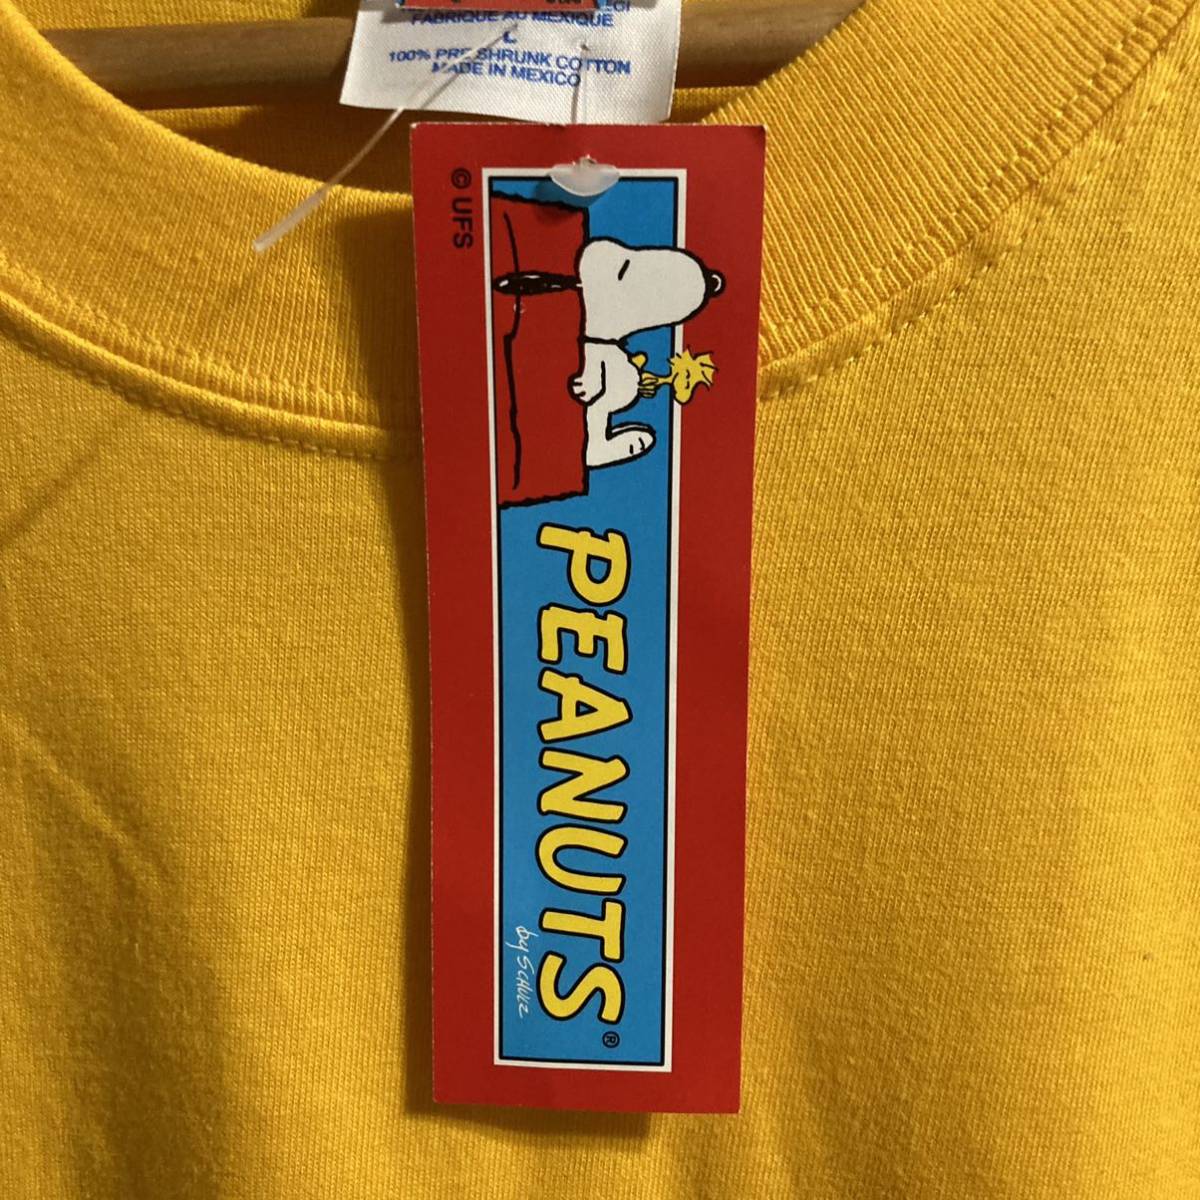 FABRIQUE AU MEXIQUE
L
100% PRE SHRUNK COTTON
MADE IN MEXICO
© UFS
PEANUTS®
by SCHULZ